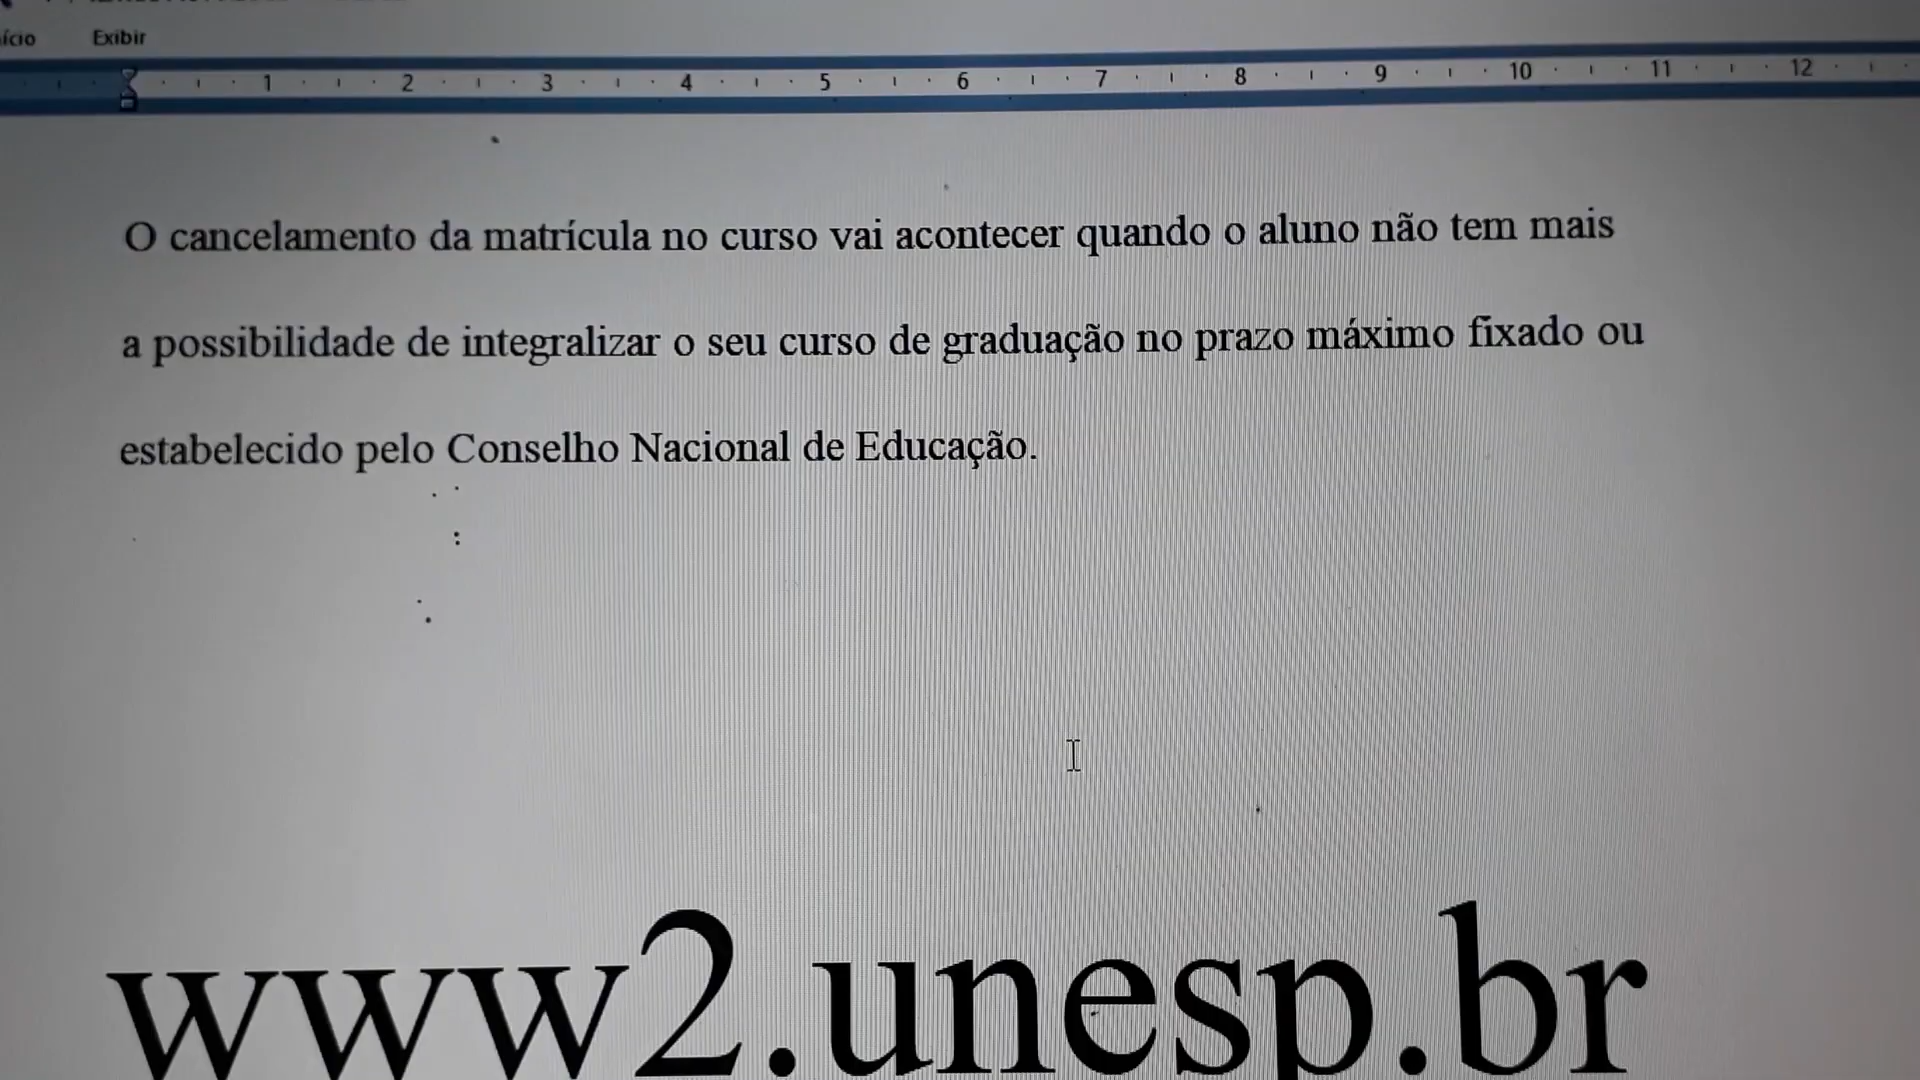 Exibir
1 2 3 4 5 6 7 8 9 10 11 12
O cancelamento da matrícula no curso vai acontecer quando o aluno não tem mais
a possibilidade de integralizar o seu curso de graduação no prazo máximo fixado ou
estabelecido pelo Conselho Nacional de Educação.
www2.unesp.br